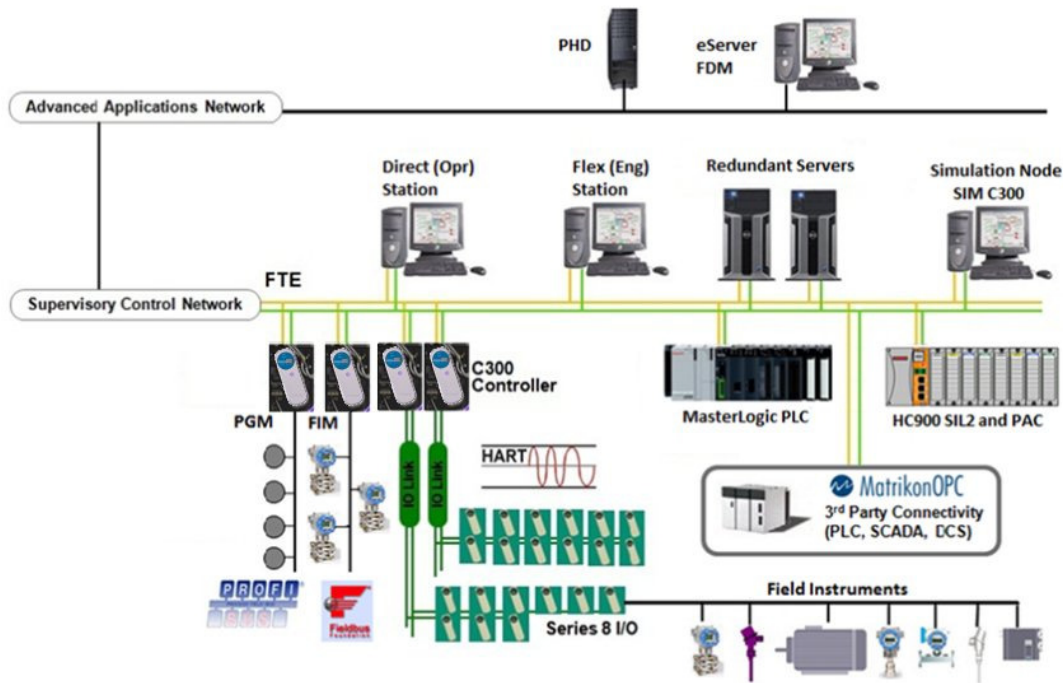 PHD
eServer
FDM
Advanced Applications Network
Direct (Opr)
Station
Flex (Eng)
Station
Redundant Servers
Simulation Node
SIM C300
FTE
Supervisory Control Network
C300
Controller
MasterLogic PLC
HC900 SIL2 and PAC
PGM
FIM
IO Link
IO Link
HART
MatrikonOPC
3rd Party Connectivity
(PLC, SCADA, DCS)
PROFI
BUS
Fieldbus
Foundation
Series 8 I/O
Field Instruments